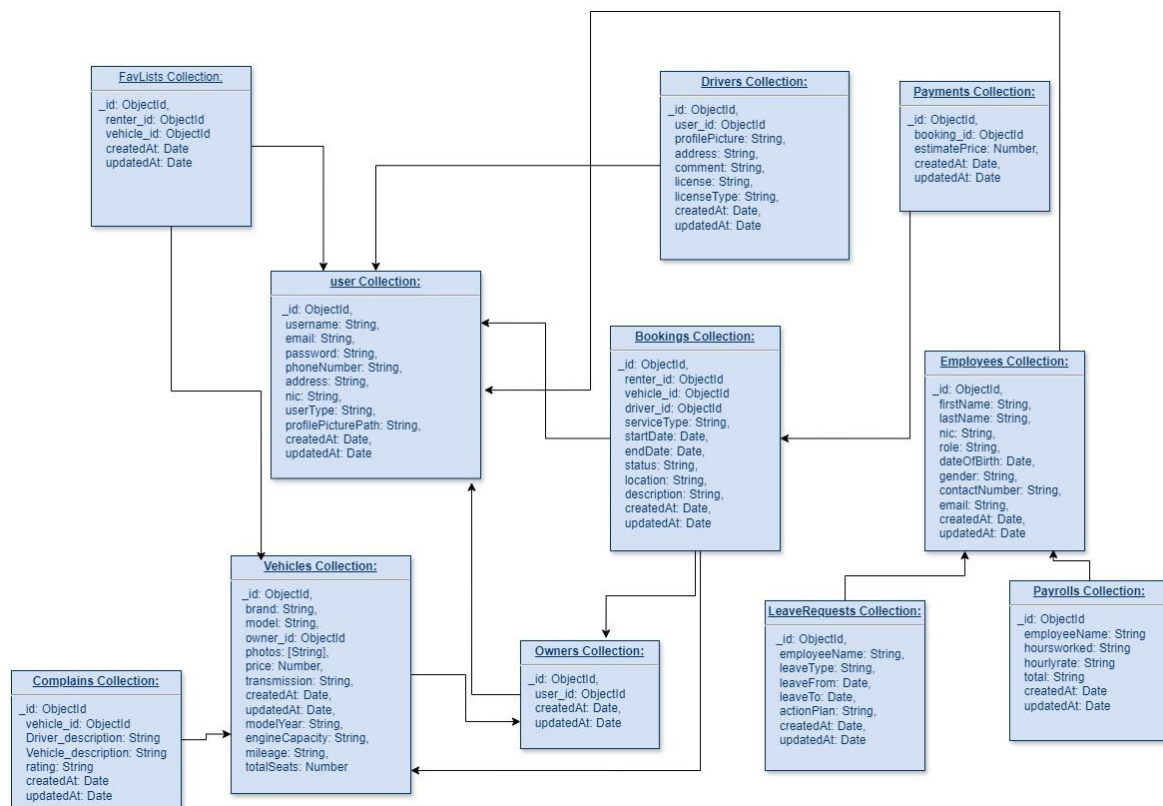 FavLists Collection:
_id: ObjectId,
renter_id: ObjectId
vehicle_id: ObjectId
createdAt: Date
updatedAt: Date
Drivers Collection:
_id: ObjectId,
user_id: ObjectId
profilePicture: String,
address: String,
comment: String,
license: String,
licenseType: String,
createdAt: Date,
updatedAt: Date
Payments Collection:
_id: ObjectId,
booking_id: ObjectId
estimatePrice: Number,
createdAt: Date,
updatedAt: Date
user Collection:
_id: ObjectId,
username: String,
email: String,
password: String,
phoneNumber: String,
address: String,
nic: String,
userType: String,
profilePicturePath: String,
createdAt: Date,
updatedAt: Date
Bookings Collection:
_id: ObjectId,
renter_id: ObjectId
vehicle_id: ObjectId
driver_id: ObjectId
serviceType: String,
startDate: Date,
endDate: Date,
status: String,
location: String,
description: String,
createdAt: Date,
updatedAt: Date
Employees Collection:
_id: ObjectId,
firstName: String,
lastName: String,
nic: String,
role: String,
dateOfBirth: Date,
gender: String,
contactNumber: String,
email: String,
createdAt: Date,
updatedAt: Date
Vehicles Collection:
_id: ObjectId,
brand: String,
model: String,
owner_id: ObjectId
photos: [String],
price: Number,
transmission: String,
createdAt: Date,
updatedAt: Date,
modelYear: String,
engineCapacity: String,
mileage: String,
totalSeats: Number
Owners Collection:
_id: ObjectId,
user_id: ObjectId
createdAt: Date,
updatedAt: Date
LeaveRequests Collection:
_id: ObjectId,
employeeName: String,
leaveType: String,
leaveFrom: Date,
leaveTo: Date,
actionPlan: String,
createdAt: Date,
updatedAt: Date
Payrolls Collection:
_id: ObjectId
employeeName: String
hoursworked: String
hourlyrate: String
total: String
createdAt: Date
updatedAt: Date
Complains Collection:
_id: ObjectId
vehicle_id: ObjectId
Driver_description: String
Vehicle_description: String
rating: String
createdAt: Date
updatedAt: Date